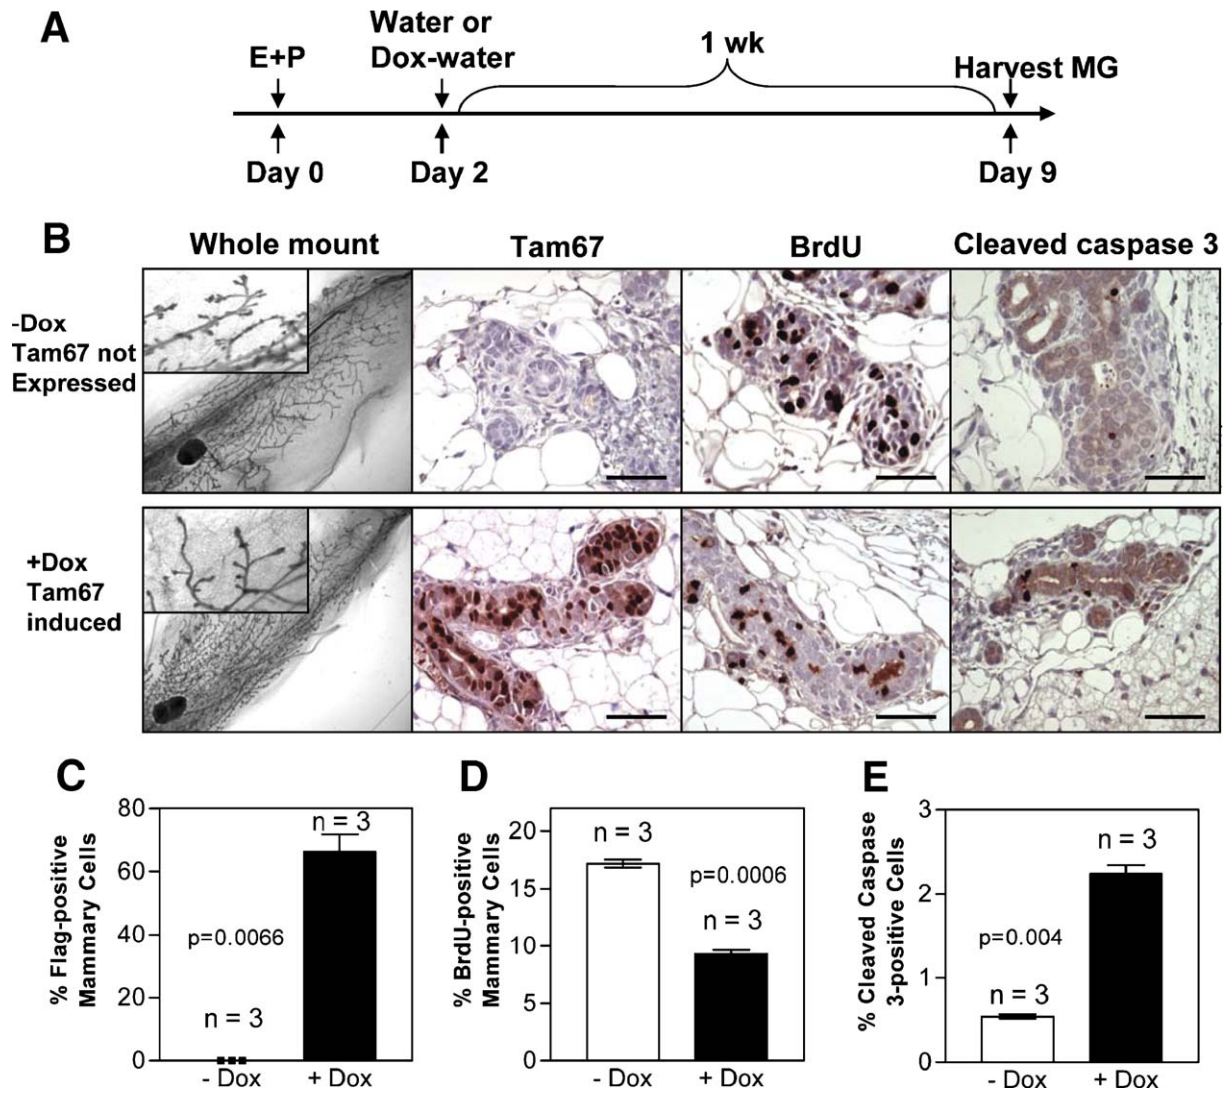 A
E+P
Water or
Dox-water
1 wk
Harvest MG
Day 0
Day 2
Day 9
B
Whole mount
Tam67
BrdU
Cleaved caspase 3
-Dox
Tam67 not
Expressed
+Dox
Tam67
induced
C
% Flag-positive
Mammary Cells
80
60
40
20
0
n = 3
p=0.0066
n = 3
- Dox
+ Dox
D
% BrdU-positive
Mammary Cells
20
15
10
5
0
n = 3
p=0.0006
n = 3
- Dox
+ Dox
E
% Cleaved Caspase
3-positive Cells
3
2
1
0
n = 3
p=0.004
n = 3
- Dox
+ Dox